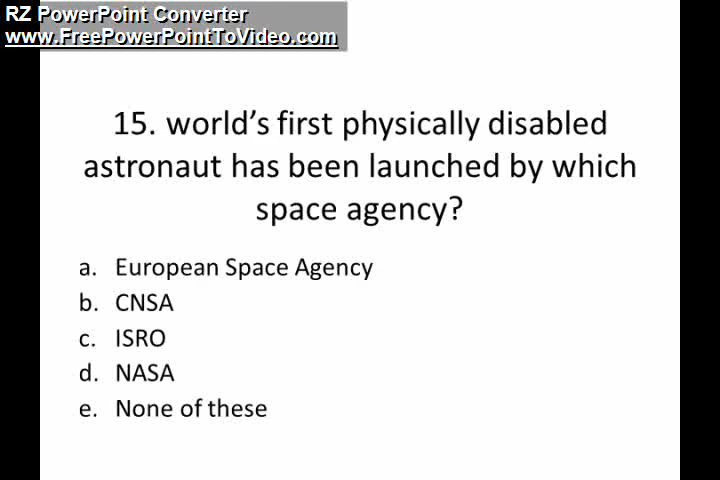 RZ PowerPoint Converter
www.FreePowerPointToVideo.com
15. world’s first physically disabled
astronaut has been launched by which
space agency?
a. European Space Agency
b. CNSA
c. ISRO
d. NASA
e. None of these